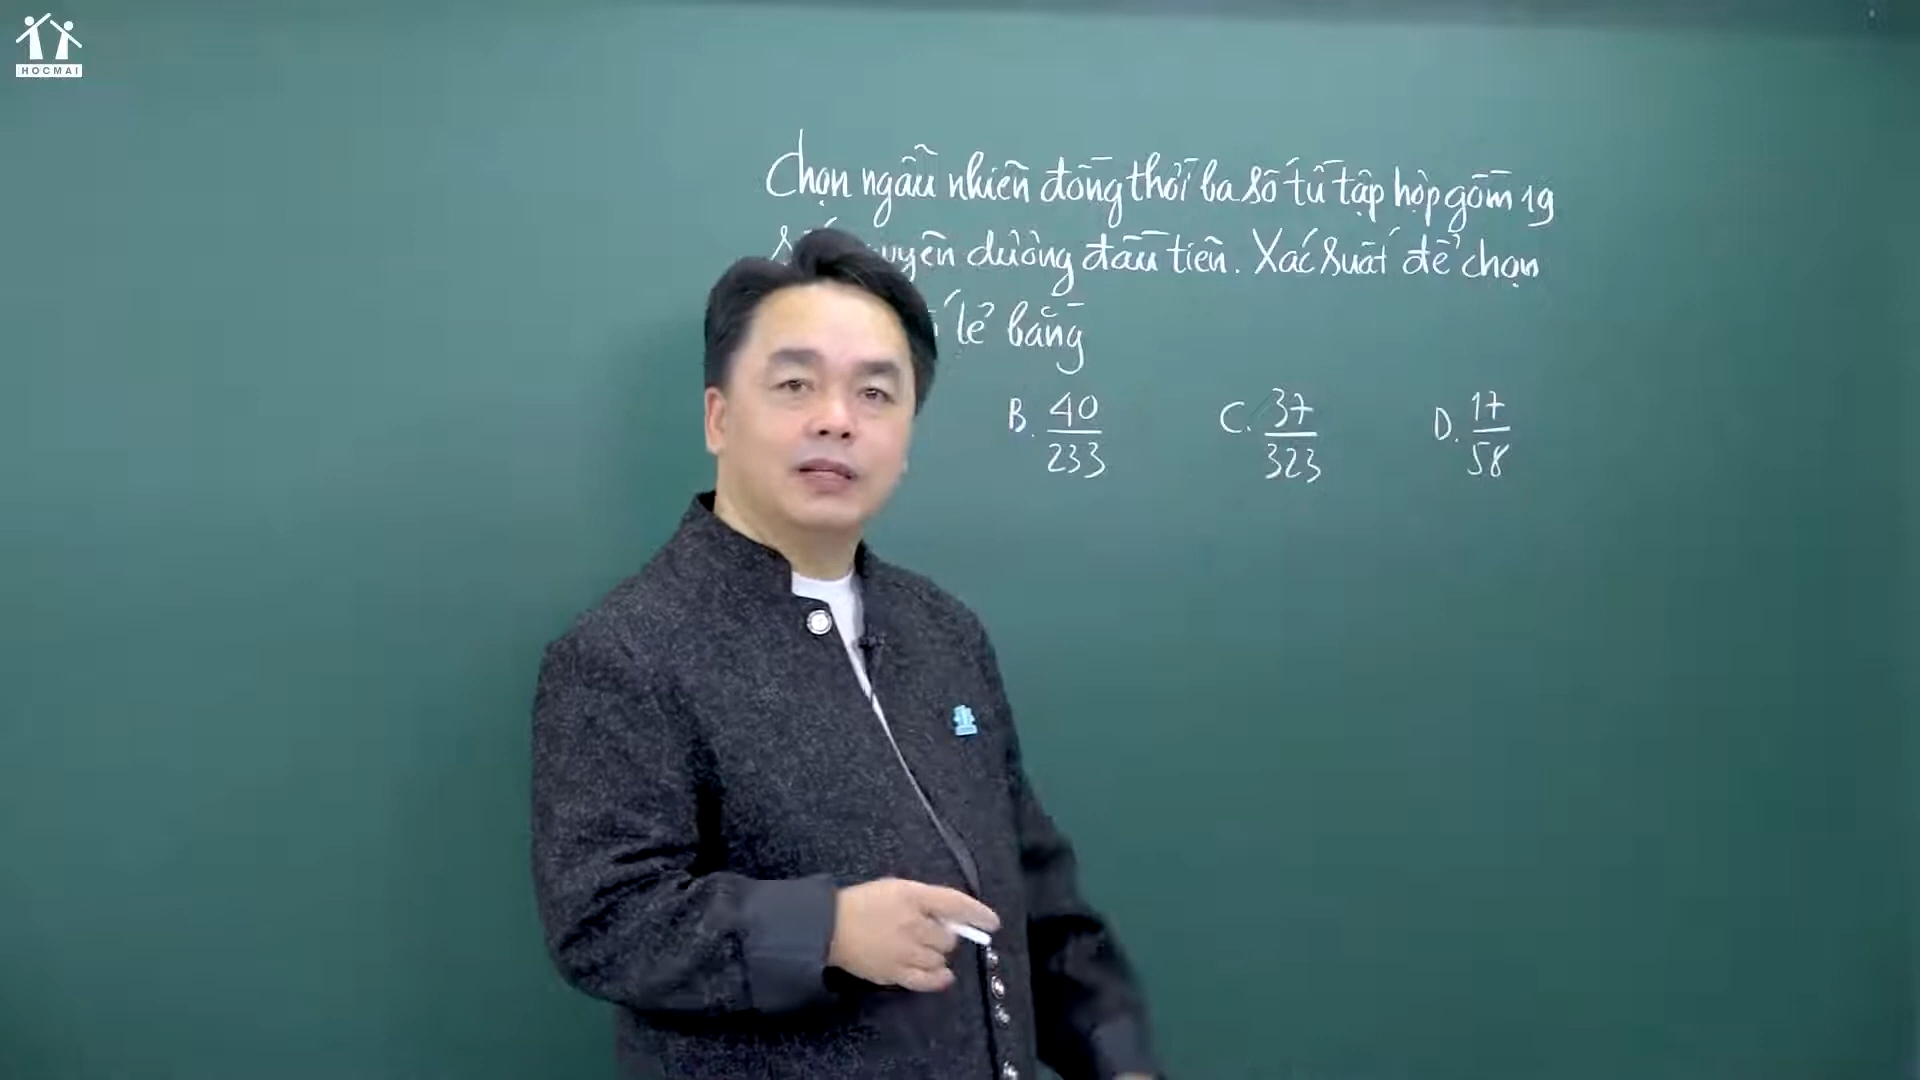 HOCMAI
Chọn ngẫu nhiên đồng thời ba số từ tập hợp gồm 19
dương đầu tiên. Xác suất để chọn
lẻ bằng
B. 40/233 C. 37/323 D. 17/58